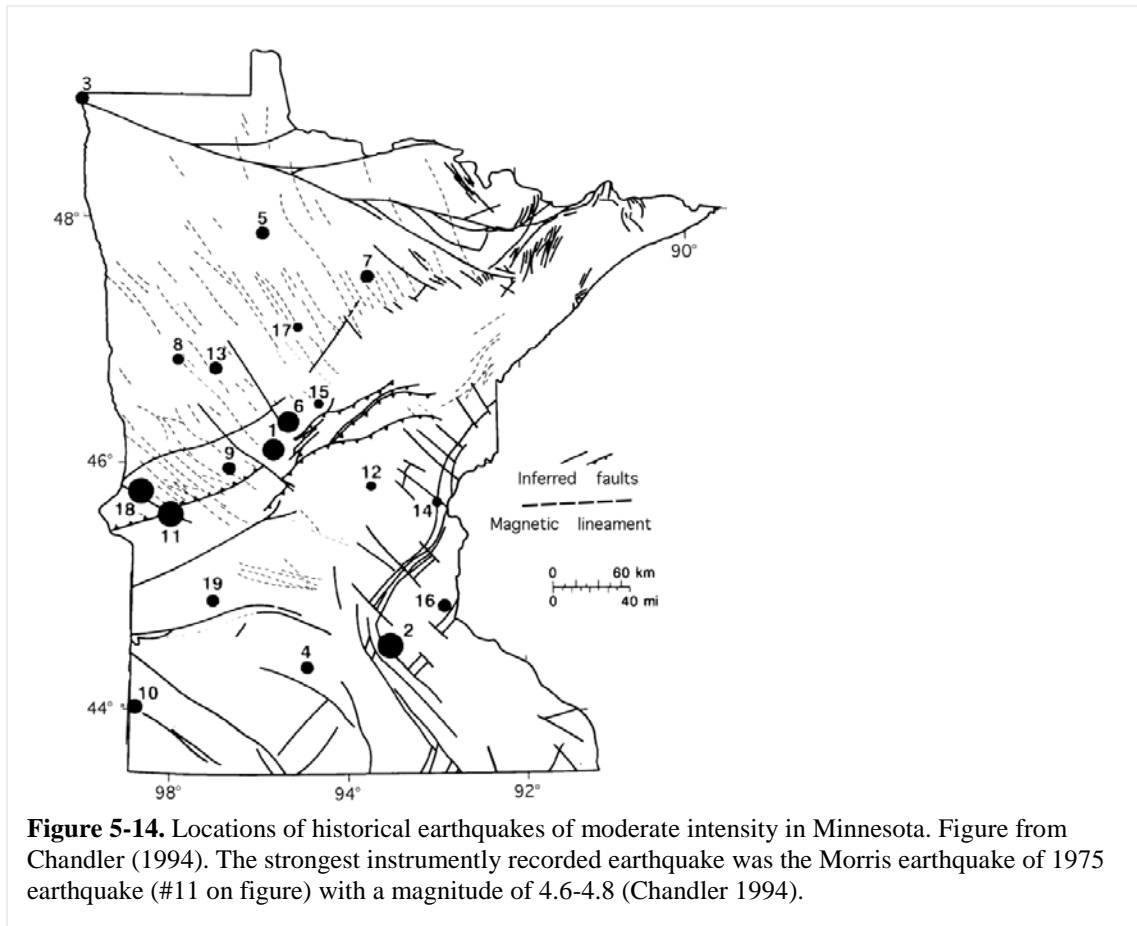 3
48°
5
90°
7
17
8
13
15
6
1
9
46°
12
Inferred faults
18
14
11
Magnetic lineament
0 60 km
19
0 40 mi
16
2
4
10
44°
98° 94° 92°
Figure 5-14. Locations of historical earthquakes of moderate intensity in Minnesota. Figure from
Chandler (1994). The strongest instrumently recorded earthquake was the Morris earthquake of 1975
earthquake (#11 on figure) with a magnitude of 4.6-4.8 (Chandler 1994).